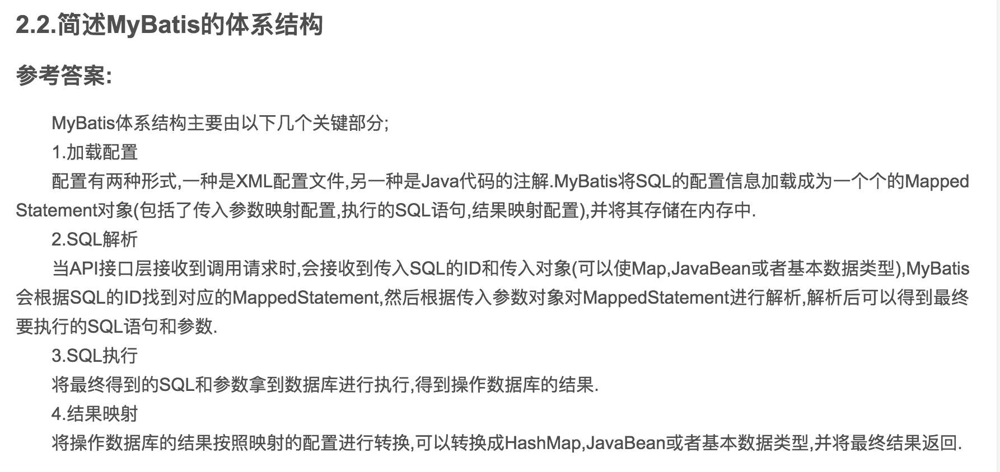 2.2.简述MyBatis的体系结构
参考答案:
MyBatis体系结构主要由以下几个关键部分;
1.加载配置
配置有两种形式,一种是XML配置文件,另一种是Java代码的注解.MyBatis将SQL的配置信息加载成为一个个的Mapped
Statement对象(包括了传入参数映射配置,执行的SQL语句,结果映射配置),并将其存储在内存中.
2.SQL解析
当API接口层接收到调用请求时,会接收到传入SQL的ID和传入对象(可以使Map,JavaBean或者基本数据类型),MyBatis
会根据SQL的ID找到对应的MappedStatement,然后根据传入参数对象对MappedStatement进行解析,解析后可以得到最终
要执行的SQL语句和参数.
3.SQL执行
将最终得到的SQL和参数拿到数据库进行执行,得到操作数据库的结果.
4.结果映射
将操作数据库的结果按照映射的配置进行转换,可以转换成HashMap,JavaBean或者基本数据类型,并将最终结果返回.